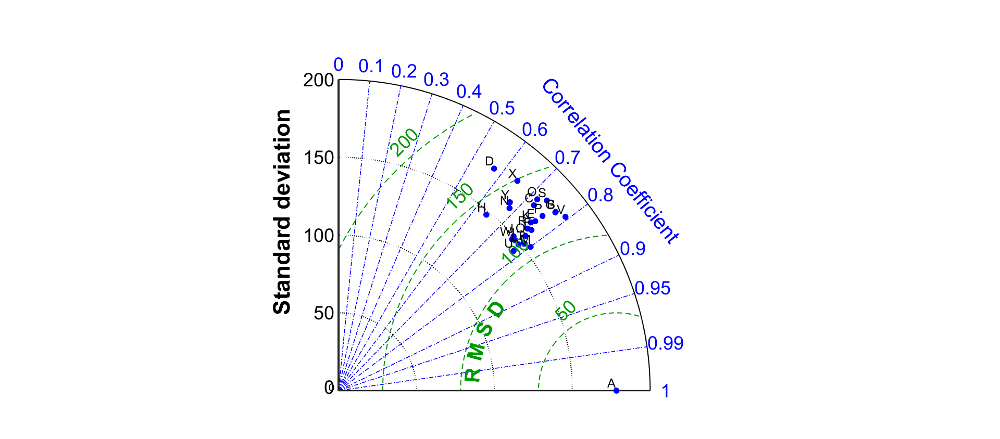 0
0.1
0.2
0.3
0.4
0.5
0.6
0.7
0.8
0.9
0.95
0.99
1
Correlation Coefficient
Standard deviation
200
150
100
50
0
0
200
150
100
50
R M S D
D
X
Y
N
H
O
S
C
G
B
V
P
E
K
R
F
Q
J
W
L
T
I
M
U
A